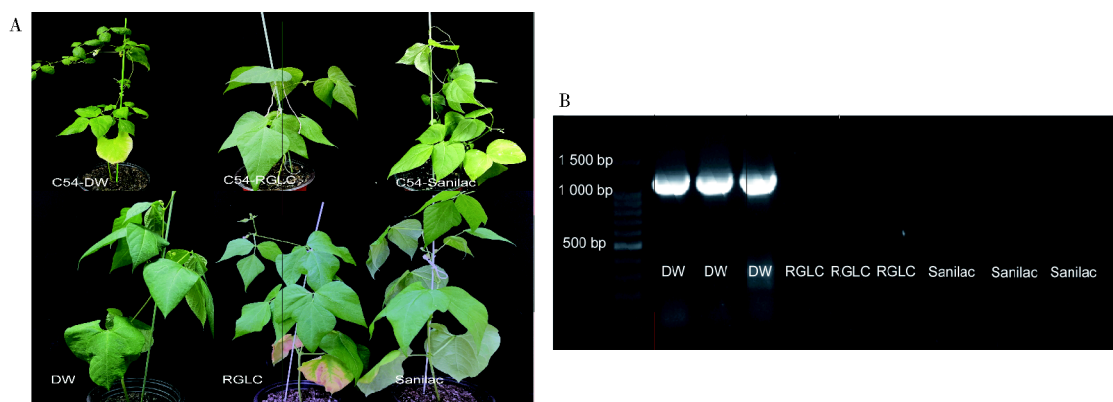 A
C54-DW
C54-RGLC
C54-Sanilac
DW
RGLC
Sanilac
B
1 500 bp
1 000 bp
500 bp
DW DW DW RGLC RGLC RGLC Sanilac Sanilac Sanilac